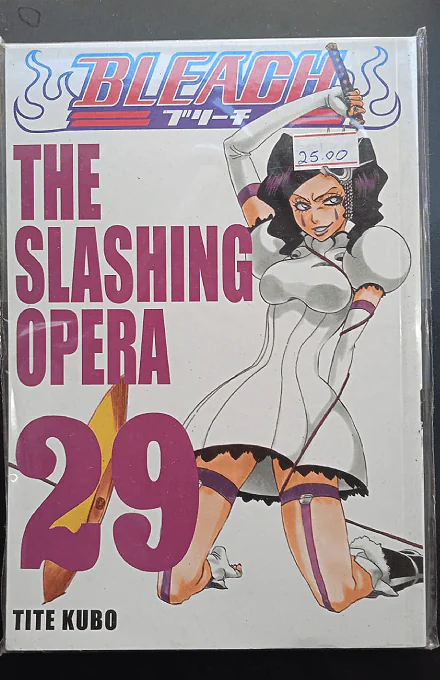 BLEACH
ブリーチ
25.00
THE
SLASHING
OPERA
29
TITE KUBO